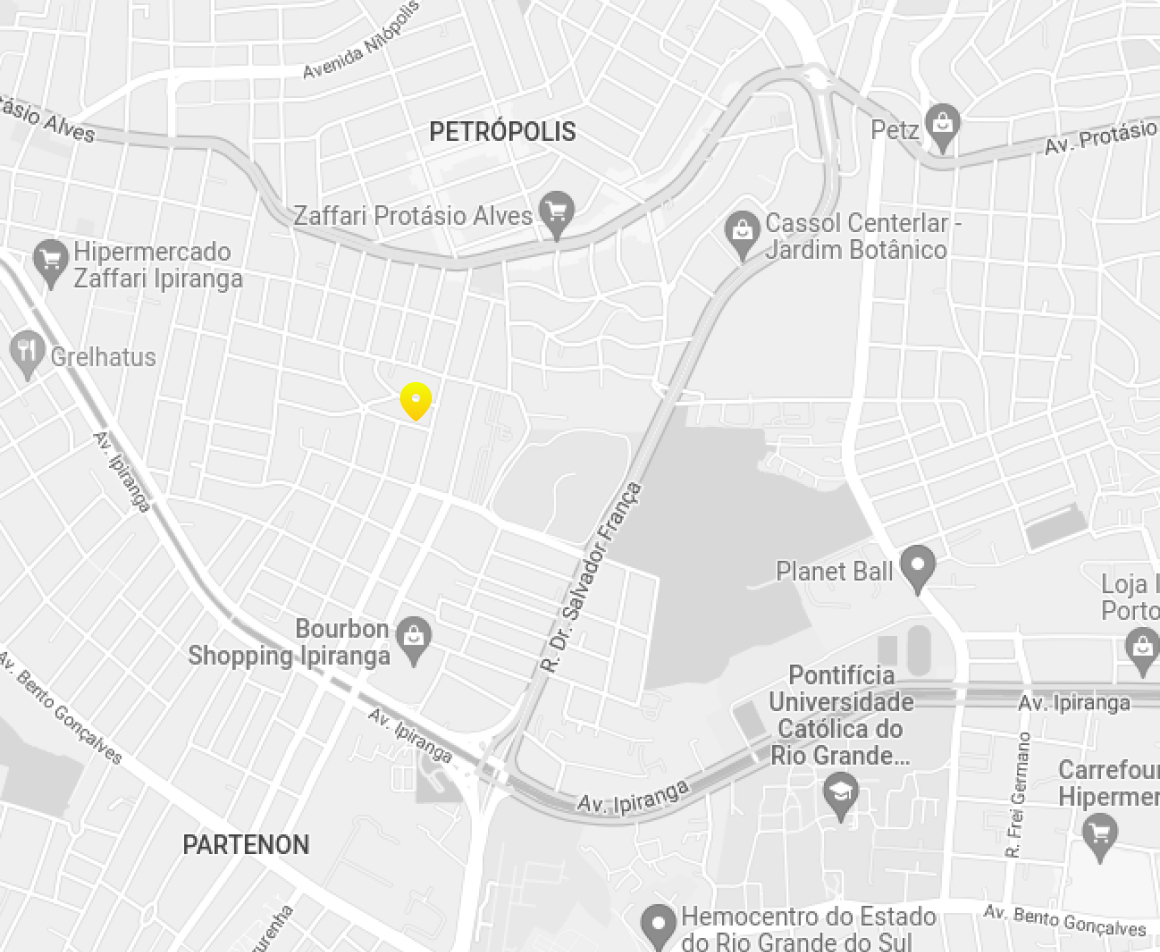 Avenida Nilópolis
tásio Alves
PETRÓPOLIS
Petz
Av. Protásio
Zaffari Protásio Alves
Cassol Centerlar -
Jardim Botânico
Hipermercado
Zaffari Ipiranga
Grelhatus
Av. Ipiranga
R. Dr. Salvador França
Planet Ball
Loja
Porto
Bourbon
Shopping Ipiranga
Av. Bento Gonçalves
Pontifícia
Universidade
Católica do
Rio Grande...
Av. Ipiranga
Av. Ipiranga
Av. Ipiranga
R. Frei Germano
Carrefour
Hipermer
PARTENON
urenha
Av. Bento Gonçalves
Hemocentro do Estado
do Rio Grande do Sul